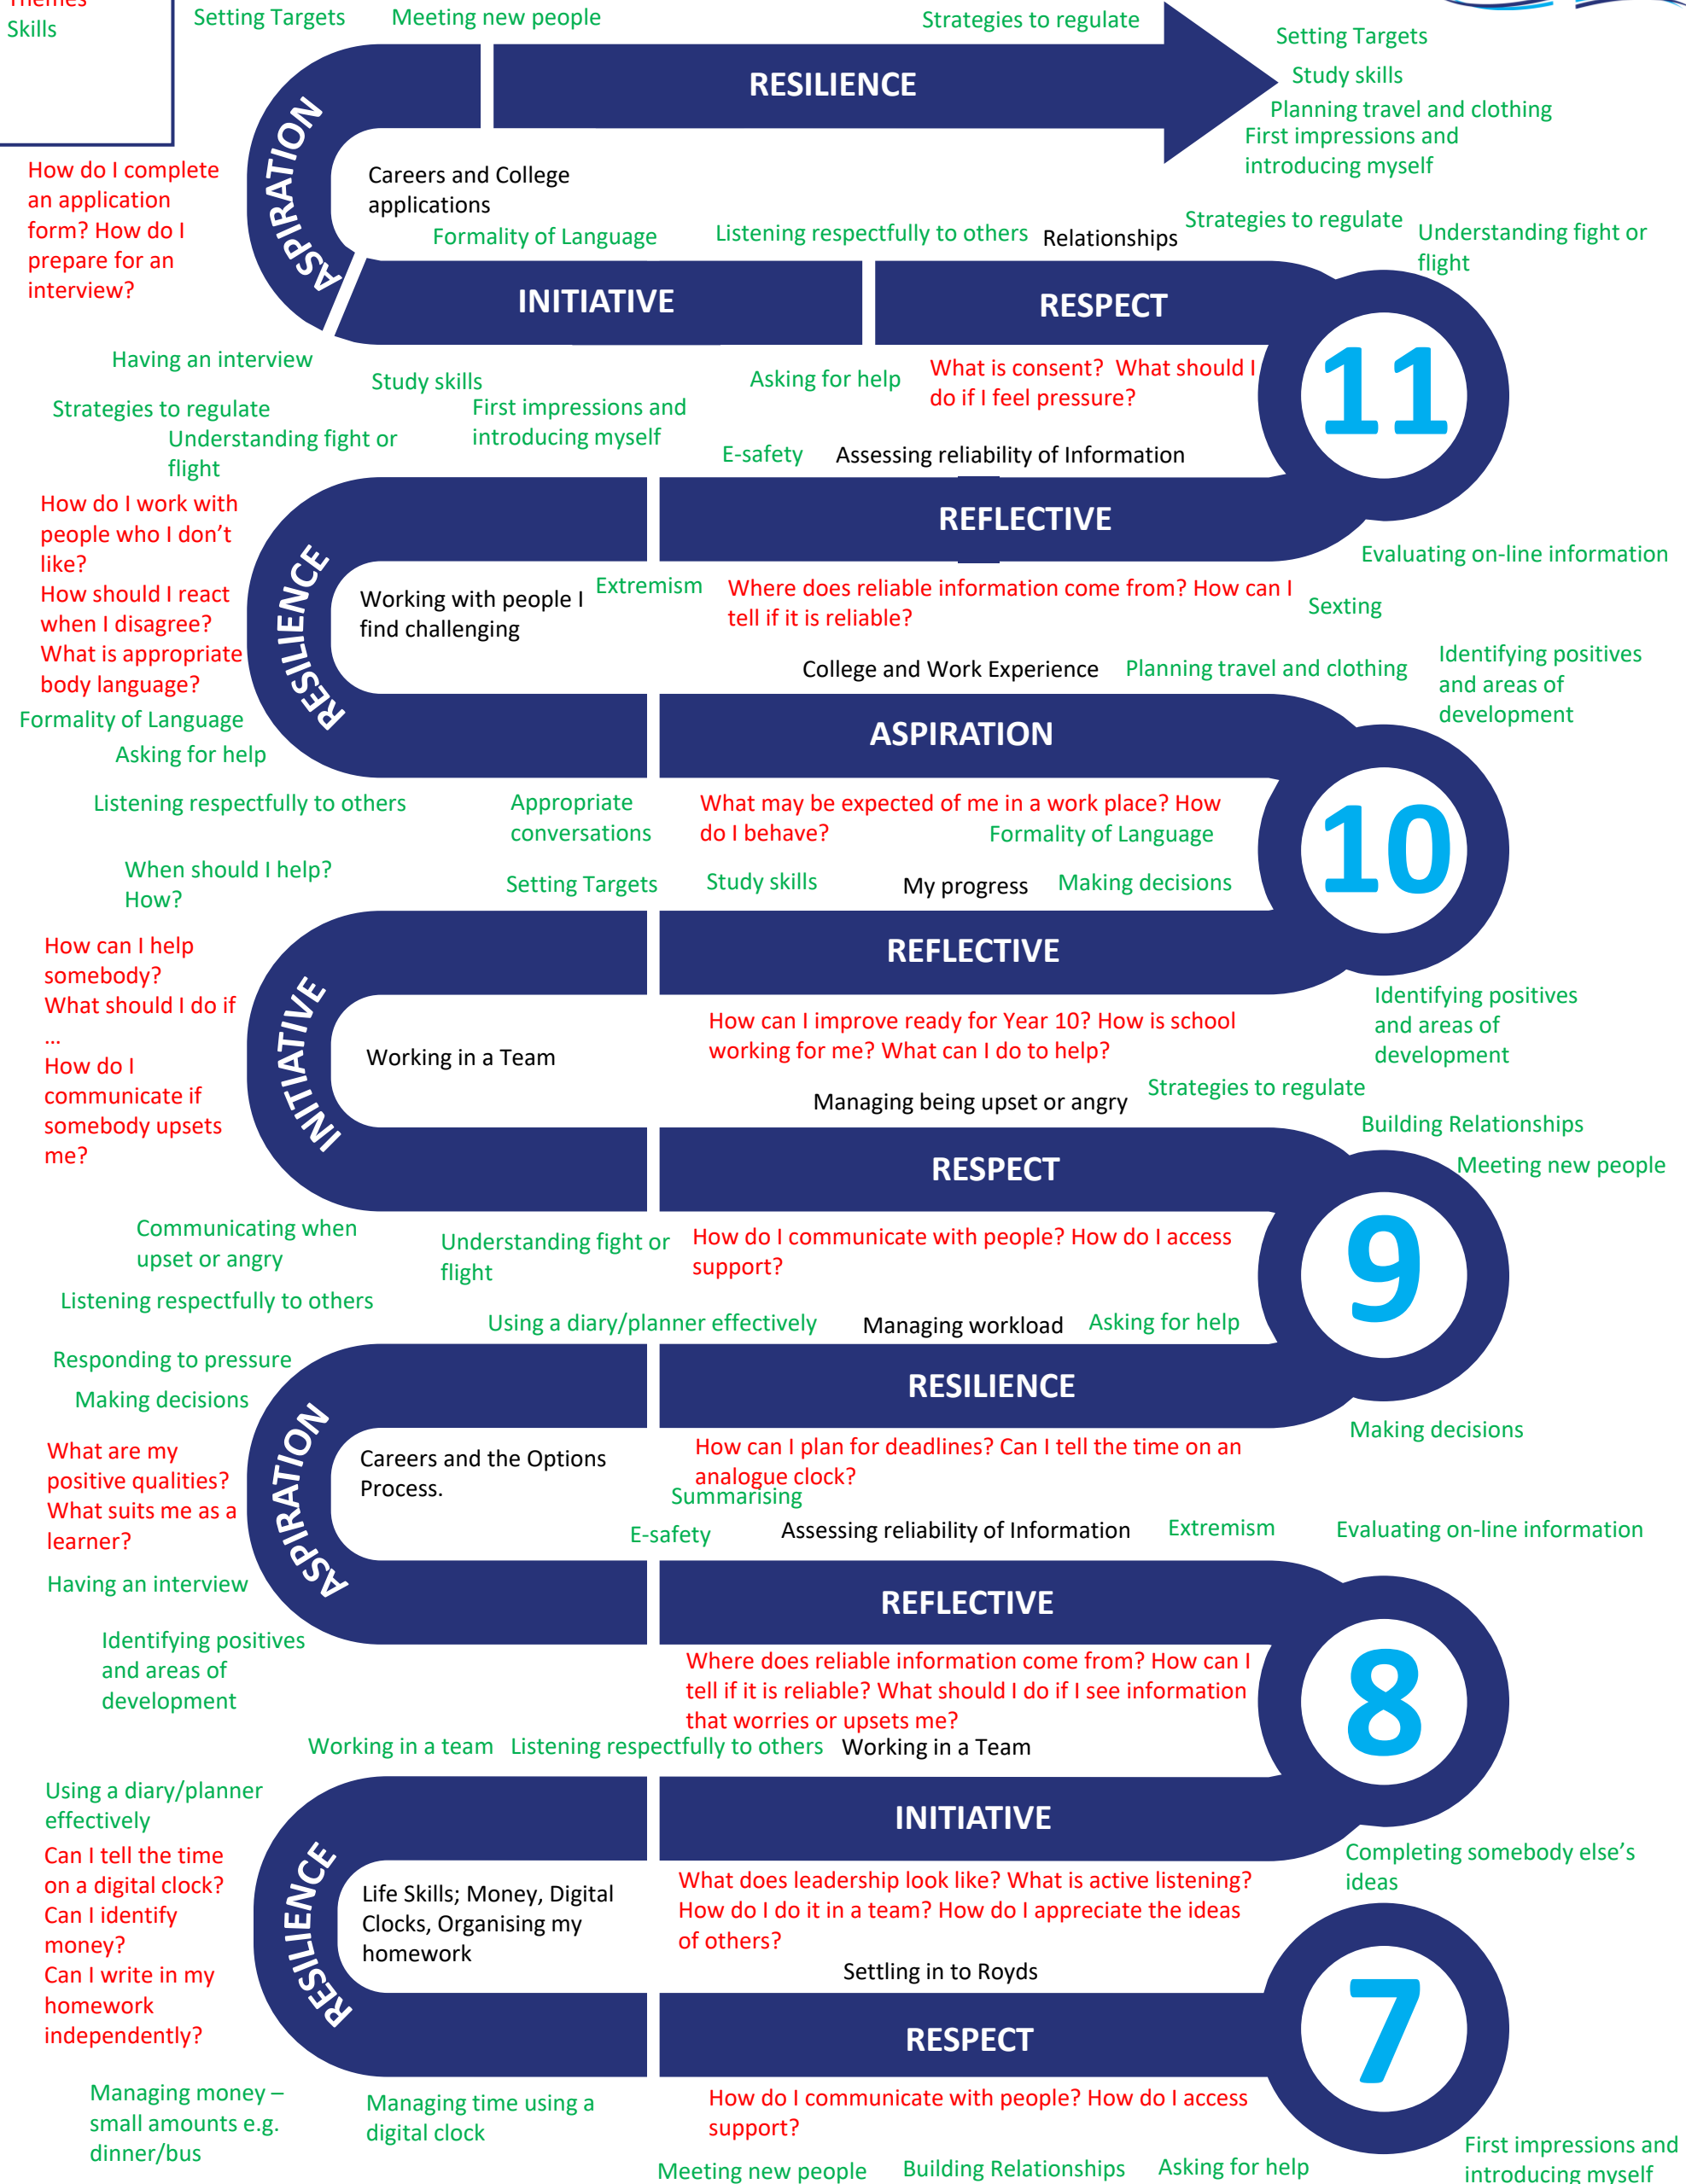 Themes
Skills
Setting Targets
Meeting new people
Strategies to regulate
Setting Targets
Study skills
Planning travel and clothing
First impressions and
introducing myself
RESILIENCE
ASPIRATION
How do I complete
an application
form? How do I
prepare for an
interview?
Careers and College
applications
Formality of Language
Listening respectfully to others
Relationships
Strategies to regulate
Understanding fight or
flight
INITIATIVE
RESPECT
11
Having an interview
Study skills
Asking for help
What is consent? What should I
do if I feel pressure?
Strategies to regulate
First impressions and
introducing myself
Understanding fight or
flight
E-safety
Assessing reliability of Information
How do I work with
people who I don't
like?
How should I react
when I disagree?
What is appropriate
body language?
RESILIENCE
REFLECTIVE
Evaluating on-line information
Working with people I
find challenging
Extremism
Where does reliable information come from? How can I
tell if it is reliable?
Sexting
College and Work Experience
Planning travel and clothing
Identifying positives
and areas of
development
Formality of Language
Asking for help
ASPIRATION
10
Listening respectfully to others
Appropriate
conversations
What may be expected of me in a work place? How
do I behave?
Formality of Language
When should I help?
How?
Setting Targets
Study skills
My progress
Making decisions
How can I help
somebody?
What should I do if
...
How do I
communicate if
somebody upsets
me?
INITIATIVE
REFLECTIVE
Identifying positives
and areas of
development
Working in a Team
How can I improve ready for Year 10? How is school
working for me? What can I do to help?
Managing being upset or angry
Strategies to regulate
Building Relationships
Meeting new people
RESPECT
9
Communicating when
upset or angry
Understanding fight or
flight
How do I communicate with people? How do I access
support?
Listening respectfully to others
Using a diary/planner effectively
Managing workload
Asking for help
Responding to pressure
Making decisions
RESILIENCE
Making decisions
What are my
positive qualities?
What suits me as a
learner?
ASPIRATION
Careers and the Options
Process.
How can I plan for deadlines? Can I tell the time on an
analogue clock?
Summarising
E-safety
Assessing reliability of Information
Extremism
Evaluating on-line information
Having an interview
REFLECTIVE
8
Identifying positives
and areas of
development
Where does reliable information come from? How can I
tell if it is reliable? What should I do if I see information
that worries or upsets me?
Working in a team
Listening respectfully to others
Working in a Team
Using a diary/planner
effectively
INITIATIVE
Completing somebody else's
ideas
Can I tell the time
on a digital clock?
Can I identify
money?
Can I write in my
homework
independently?
RESILIENCE
Life Skills; Money, Digital
Clocks, Organising my
homework
What does leadership look like? What is active listening?
How do I do it in a team? How do I appreciate the ideas
of others?
Settling in to Royds
RESPECT
7
Managing money –
small amounts e.g.
dinner/bus
Managing time using a
digital clock
How do I communicate with people? How do I access
support?
Meeting new people
Building Relationships
Asking for help
First impressions and
introducing myself